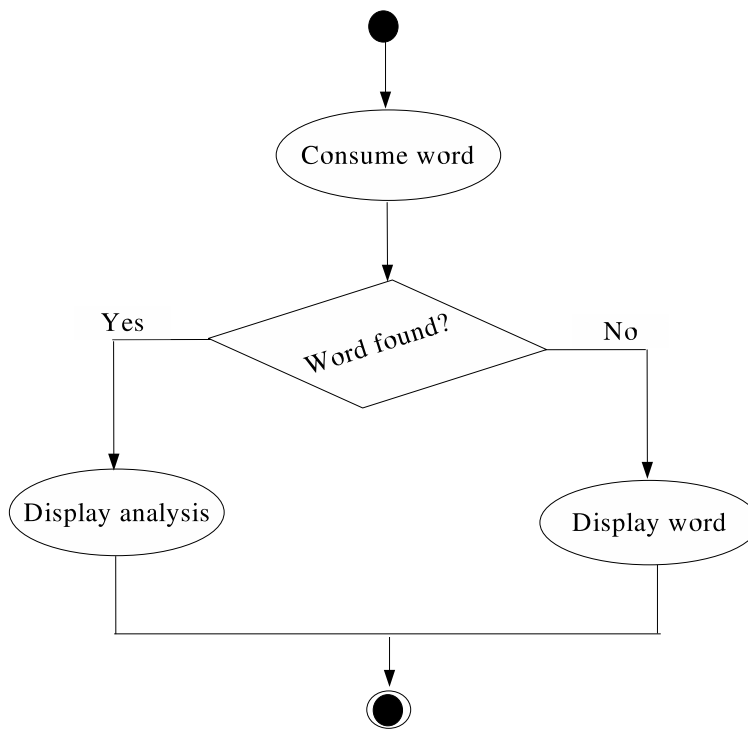 Consume word
Word found?
Yes
No
Display analysis
Display word